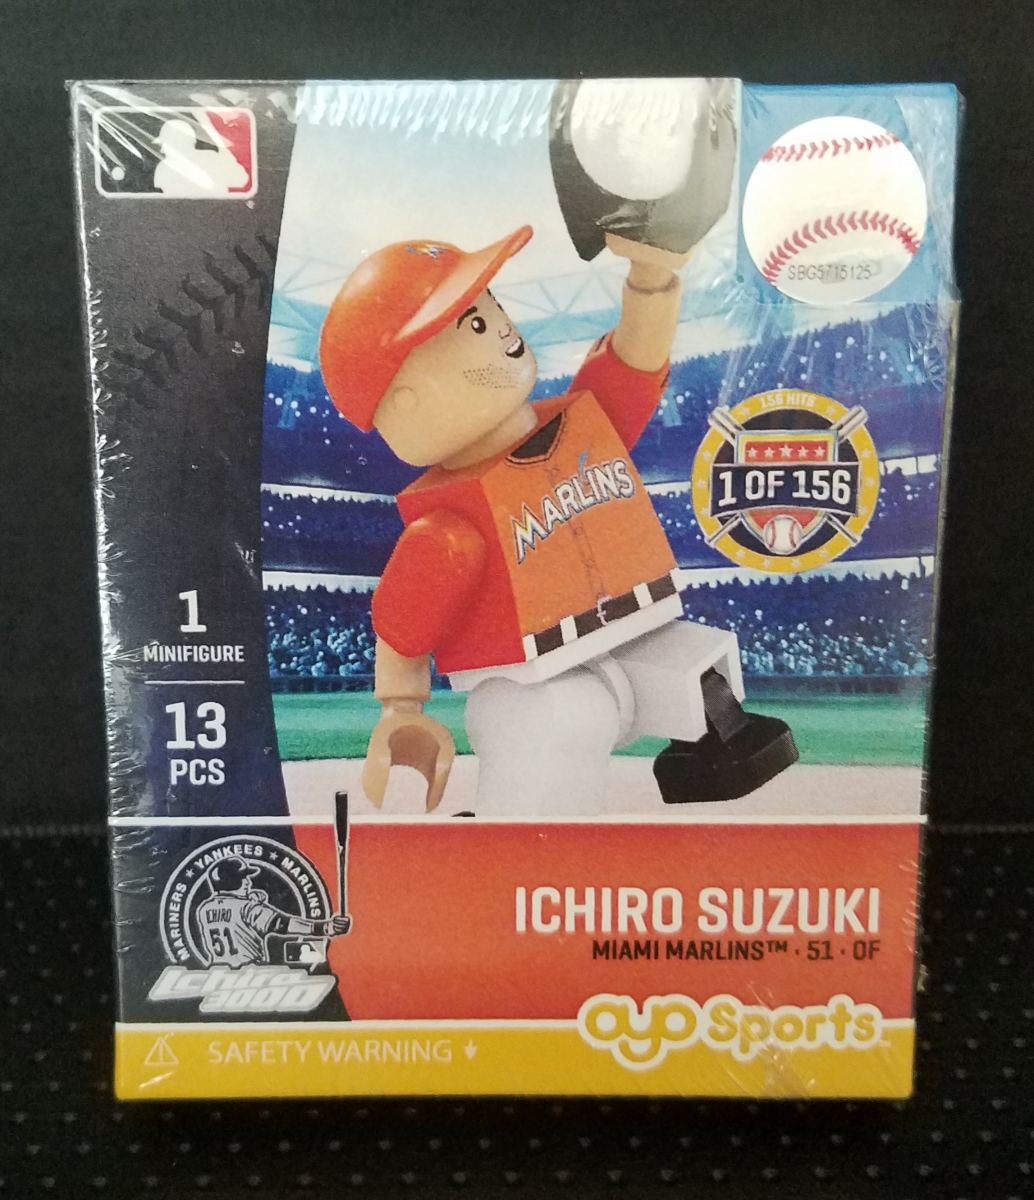 SBG5715125
156 HITS
1 OF 156
MARLINS
1
MINIFIGURE
13
PCS
MARINERS ★ YANKEES ★ MARLINS
ICHIRO
51
Ichiro
3000
ICHIRO SUZUKI
MIAMI MARLINS™ · 51 · OF
oyo Sports™
SAFETY WARNING